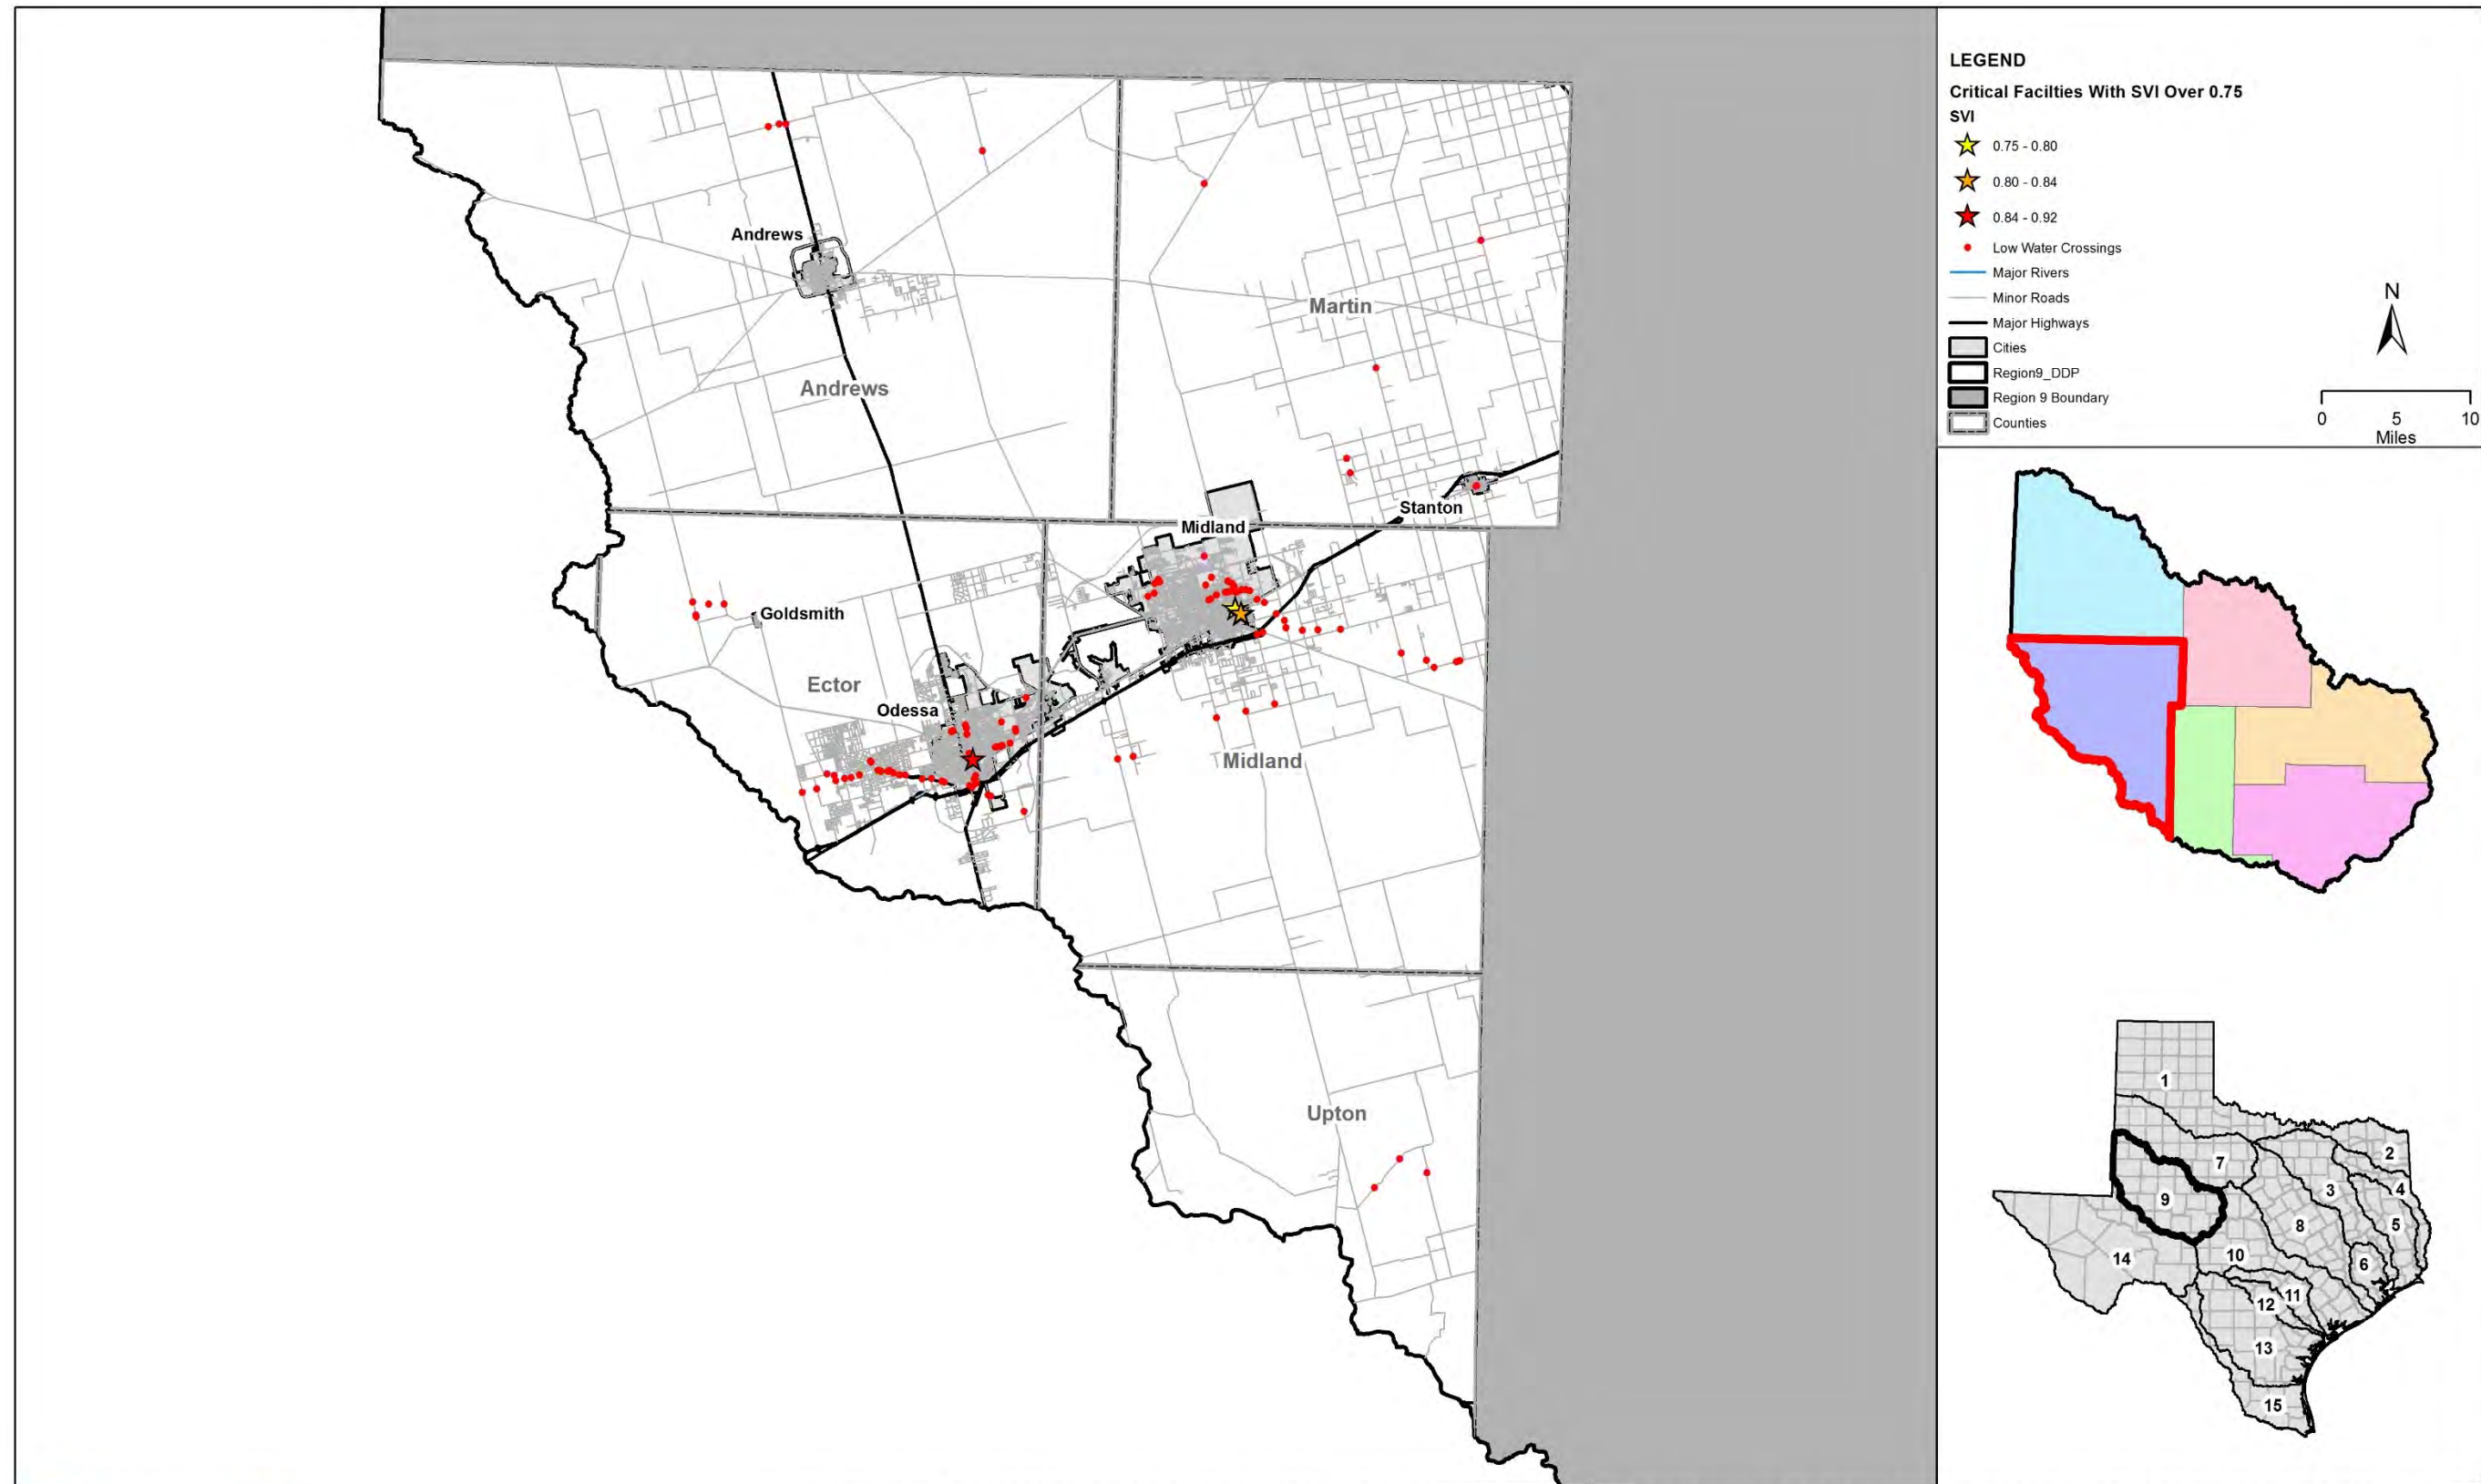 Andrews
Martin
Andrews
Stanton
Midland
Goldsmith
Ector
Odessa
Midland
Upton
LEGEND
Critical Facilties With SVI Over 0.75
SVI
0.75 - 0.80
0.80 - 0.84
0.84 - 0.92
Low Water Crossings
Major Rivers
Minor Roads
Major Highways
Cities
Region9_DDP
Region 9 Boundary
Counties
N
0 5 10
Miles
1
2
7
3
4
9
5
8
14
10
6
11
12
13
15